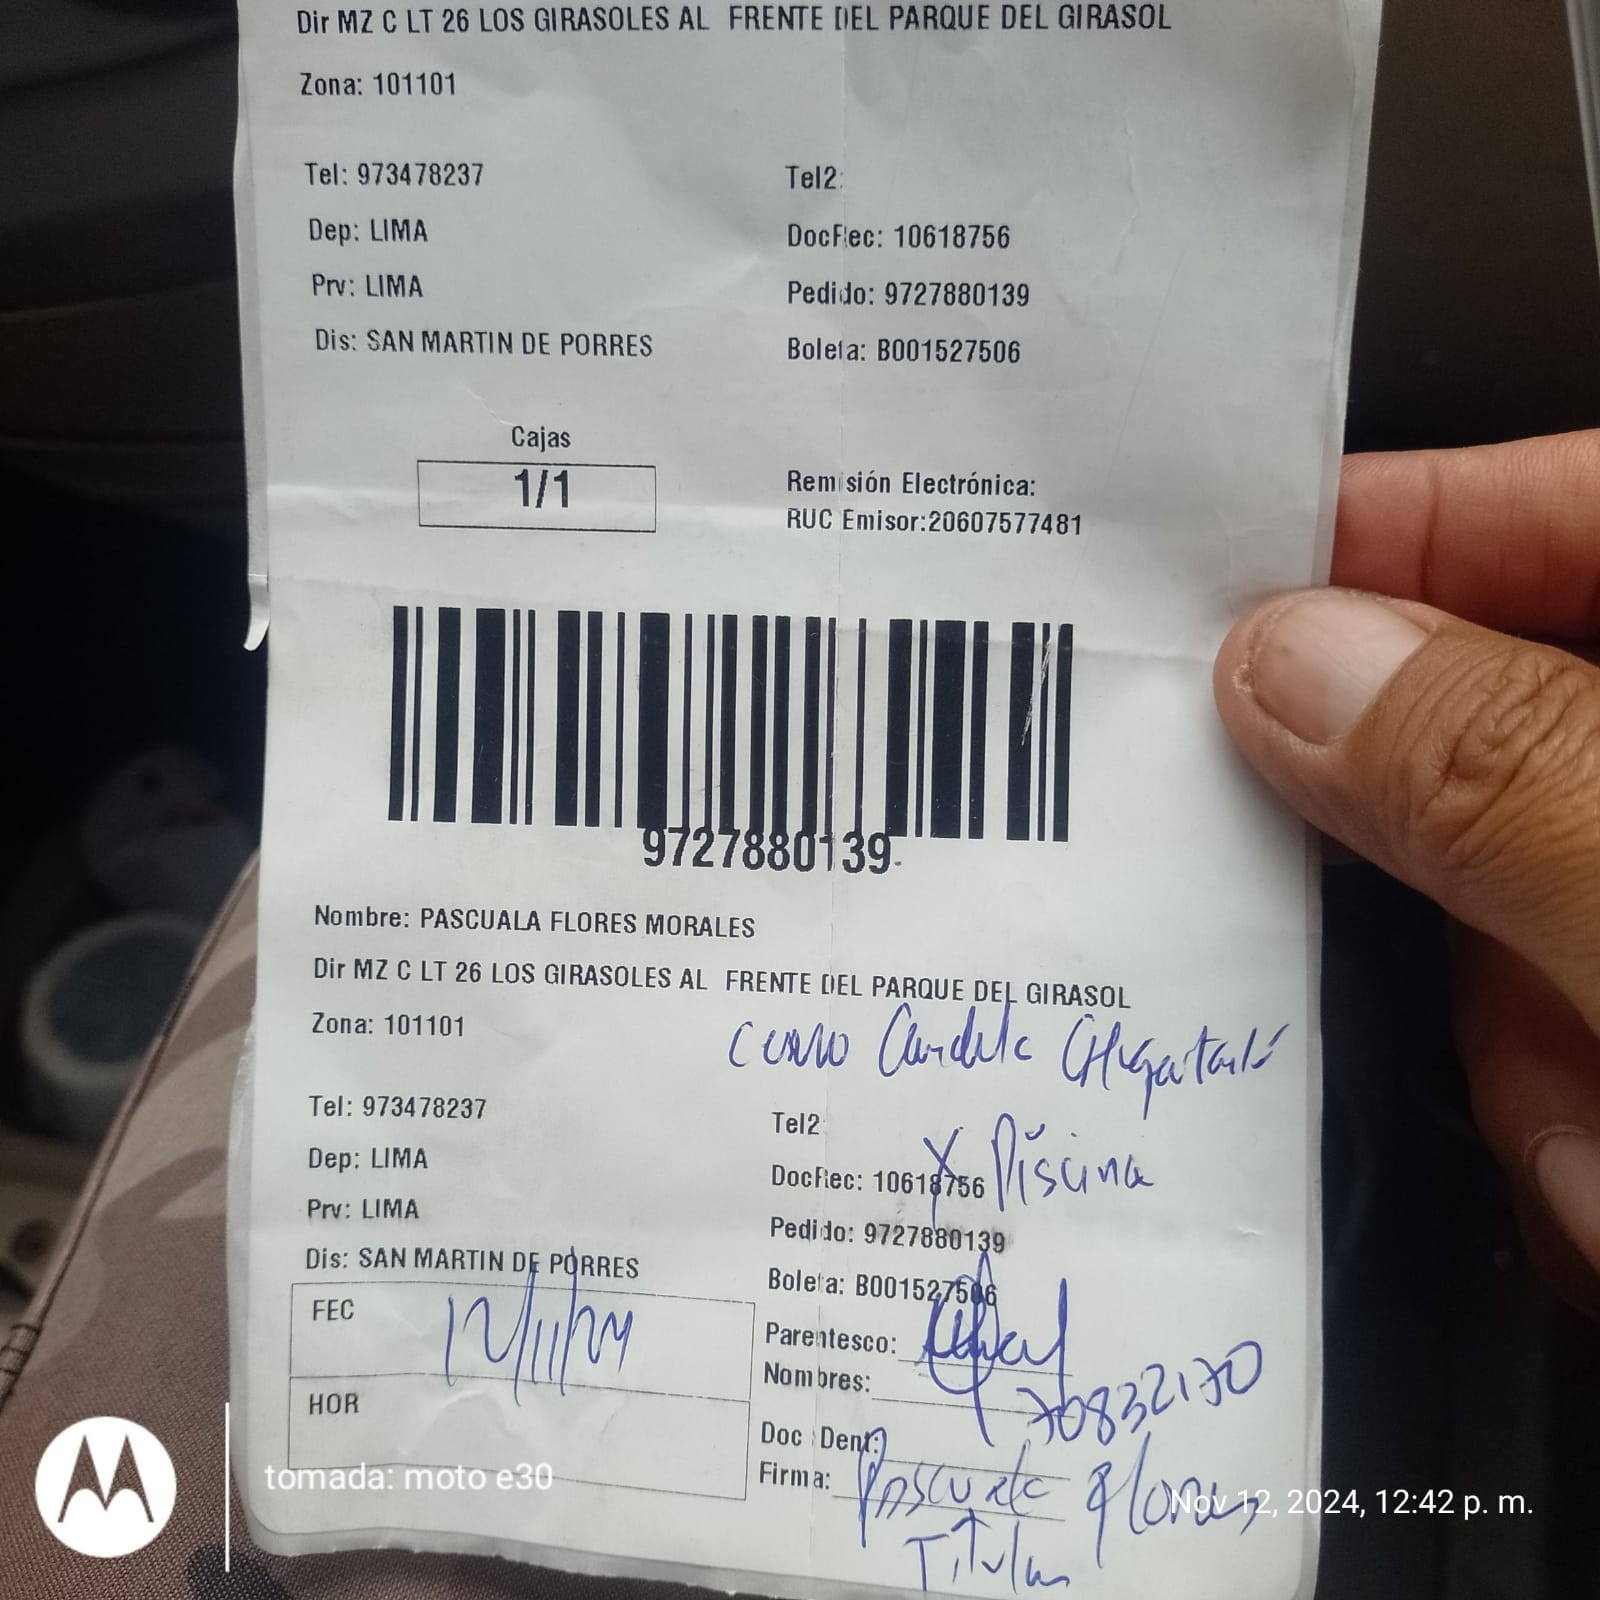 Dir MZ C LT 26 LOS GIRASOLES AL FRENTE DEL PARQUE DEL GIRASOL
Zona: 101101
Tel: 973478237
Tel2:
Dep: LIMA
DocRec: 10618756
Prv: LIMA
Pedido: 9727880139
Dis: SAN MARTIN DE PORRES
Boleta: B001527506
Cajas
1/1
Remisión Electrónica:
RUC Emisor:20607577481
9727880139
Nombre: PASCUALA FLORES MORALES
Dir MZ C LT 26 LOS GIRASOLES AL FRENTE DEL PARQUE DEL GIRASOL
Zona: 101101
Cerro Candela
Tel: 973478237
Tel2
X Piscina
Dep: LIMA
DocRec: 10618756
Prv: LIMA
Pedido: 9727880139
Dis: SAN MARTIN DE PORRES
Boleta: B001527506
FEC
12/11/24
Parentesco:
Nombres:
70832170
HOR
Doc Dent:
Firma: Pascuala Flores
Titular
tomada: moto e30
Nov 12, 2024, 12:42 p. m.